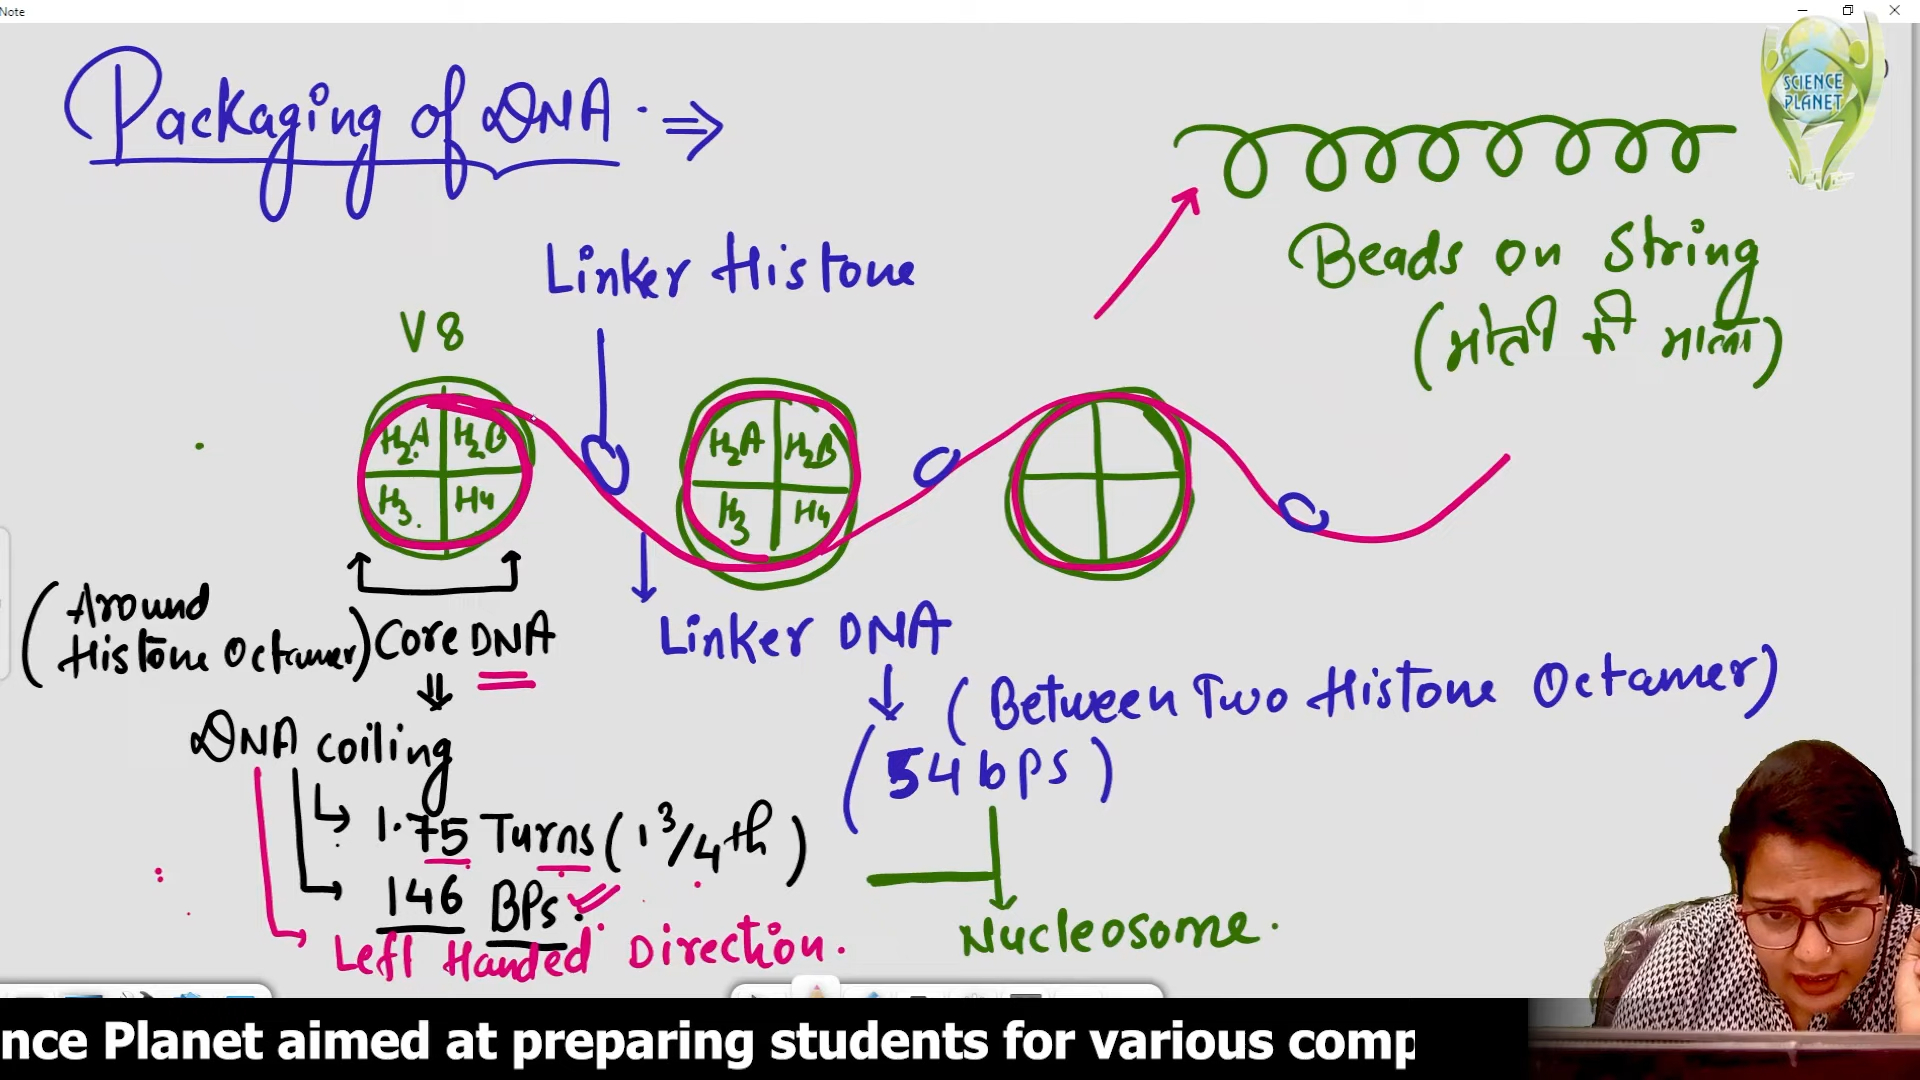 Note
SCIENCE
PLANET
Packaging of DNA ⇒
Beads on String
(मोती की माला)
Linker Histone
V8
H2A H2B
H3 H4
H2A H2B
H3 H4
(Around
Histone Octamer)
Core DNA
Linker DNA
(Between Two Histone Octamer)
(54 bps)
DNA coiling
1.75 Turns (1 3/4th)
146 BPs.
Left Handed Direction.
Nucleosome.
nce Planet aimed at preparing students for various comp